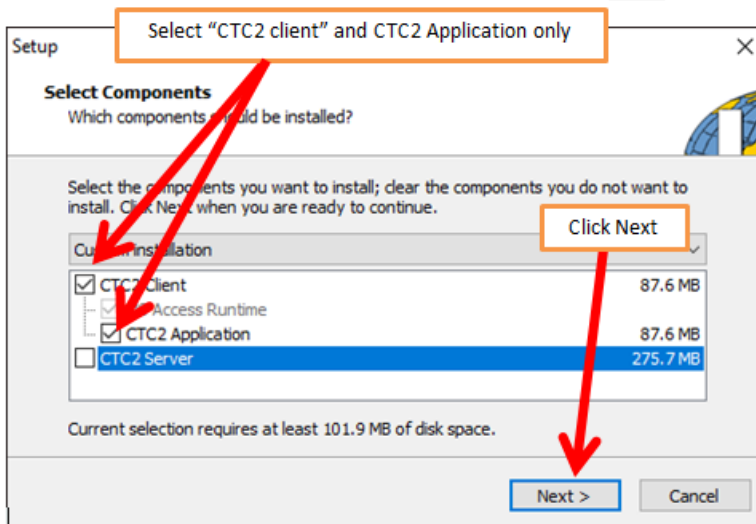 Select “CTC2 client” and CTC2 Application only
Setup
Select Components
Which components should be installed?
Select the components you want to install; clear the components you do not want to
install. Click Next when you are ready to continue.
Click Next
Custom installation
CTC2 Client 87.6 MB
Access Runtime
CTC2 Application 87.6 MB
CTC2 Server 275.7 MB
Current selection requires at least 101.9 MB of disk space.
Next >
Cancel